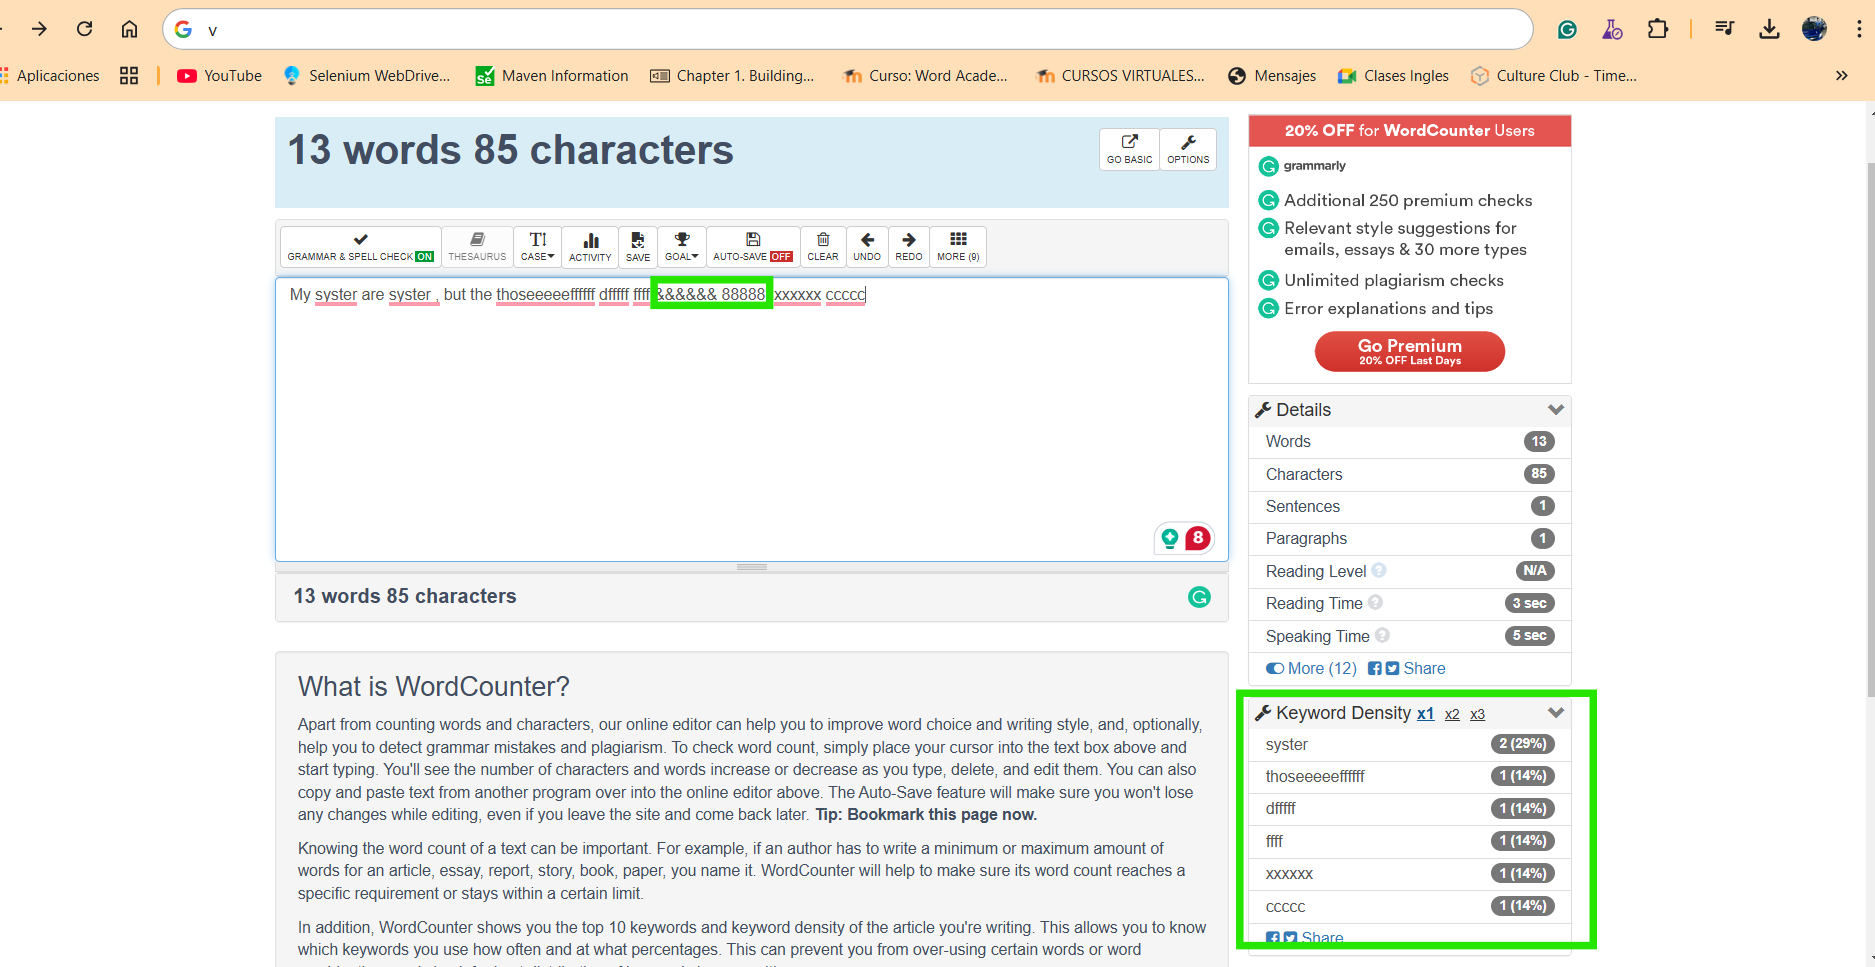 v
Aplicaciones YouTube Selenium WebDrive... Maven Information Chapter 1. Building... Curso: Word Acade... CURSOS VIRTUALES... Mensajes Clases Ingles Culture Club - Time... »
13 words 85 characters
GO BASIC OPTIONS
GRAMMAR & SPELL CHECK ON THESAURUS CASE ACTIVITY SAVE GOAL AUTO-SAVE OFF CLEAR UNDO REDO MORE (9)
My syster are syster , but the thoseeeeeffffff dfffff ffff &&&&&& 88888 xxxxxx ccccc
8
13 words 85 characters
What is WordCounter?
Apart from counting words and characters, our online editor can help you to improve word choice and writing style, and, optionally,
help you to detect grammar mistakes and plagiarism. To check word count, simply place your cursor into the text box above and
start typing. You'll see the number of characters and words increase or decrease as you type, delete, and edit them. You can also
copy and paste text from another program over into the online editor above. The Auto-Save feature will make sure you won't lose
any changes while editing, even if you leave the site and come back later. Tip: Bookmark this page now.
Knowing the word count of a text can be important. For example, if an author has to write a minimum or maximum amount of
words for an article, essay, report, story, book, paper, you name it. WordCounter will help to make sure its word count reaches a
specific requirement or stays within a certain limit.
In addition, WordCounter shows you the top 10 keywords and keyword density of the article you're writing. This allows you to know
which keywords you use how often and at what percentages. This can prevent you from over-using certain words or word
20% OFF for WordCounter Users
grammarly
Additional 250 premium checks
Relevant style suggestions for
emails, essays & 30 more types
Unlimited plagiarism checks
Error explanations and tips
Go Premium
20% OFF Last Days
Details
Words 13
Characters 85
Sentences 1
Paragraphs 1
Reading Level ? N/A
Reading Time ? 3 sec
Speaking Time ? 5 sec
More (12) Share
Keyword Density x1 x2 x3
syster 2 (29%)
thoseeeeeffffff 1 (14%)
dfffff 1 (14%)
ffff 1 (14%)
xxxxxx 1 (14%)
ccccc 1 (14%)
Share